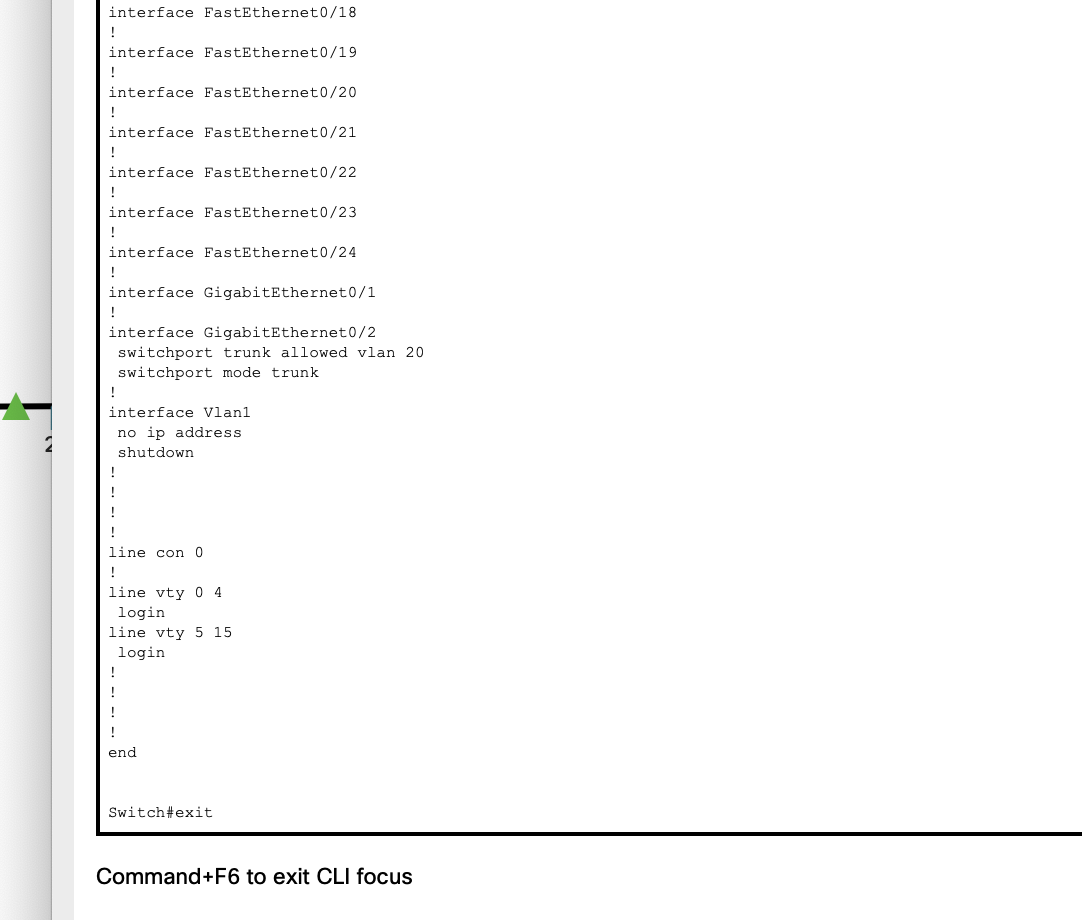 interface FastEthernet0/18
!
interface FastEthernet0/19
!
interface FastEthernet0/20
!
interface FastEthernet0/21
!
interface FastEthernet0/22
!
interface FastEthernet0/23
!
interface FastEthernet0/24
!
interface GigabitEthernet0/1
!
interface GigabitEthernet0/2
 switchport trunk allowed vlan 20
 switchport mode trunk
!
interface Vlan1
 no ip address
 shutdown
!
!
!
!
line con 0
!
line vty 0 4
 login
line vty 5 15
 login
!
!
!
!
end
Switch#exit
Command+F6 to exit CLI focus